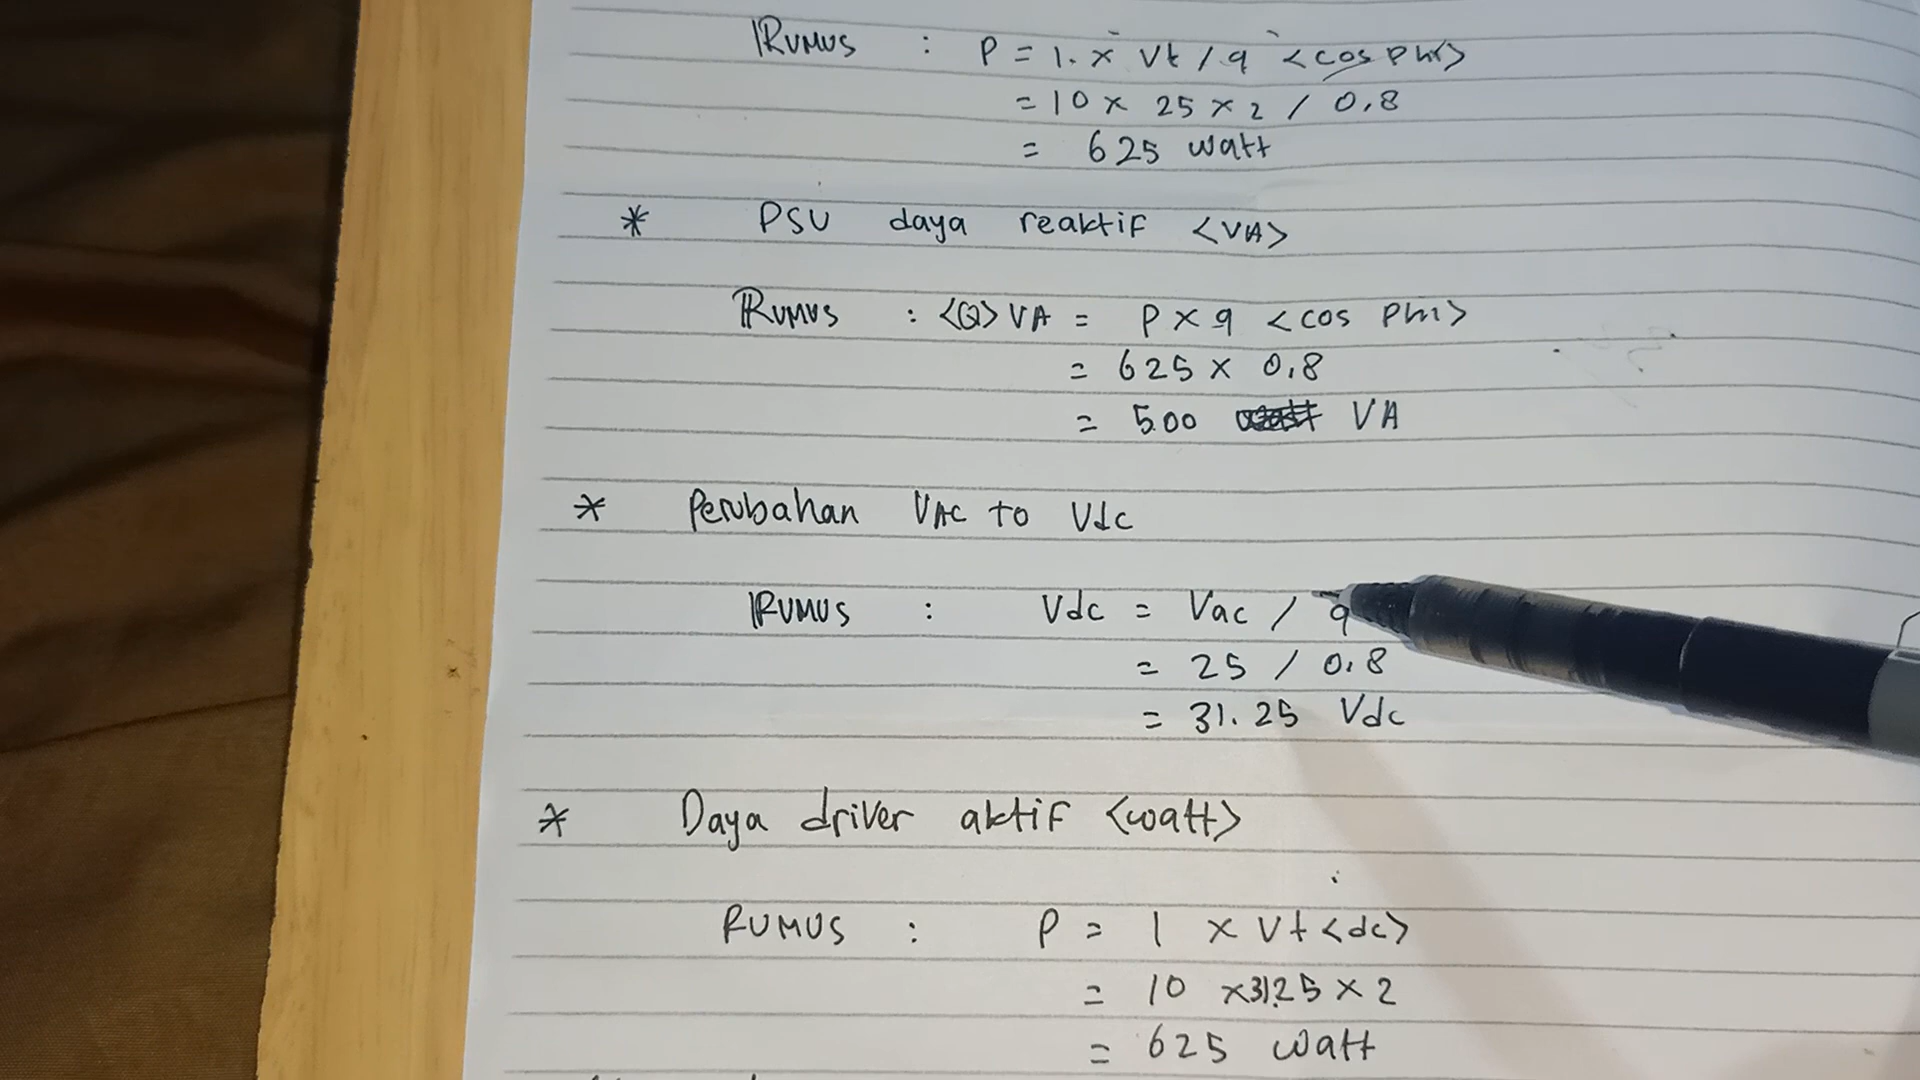 RUMUS : P = 1. x Vt / q <cos phi>
= 10 x 25 x 2 / 0.8
= 625 watt
* PSU daya reaktif <VA>
RUMUS : <Q> VA = P x q <cos phi>
= 625 x 0.8
= 500 VA
* Perubahan VAC to Vdc
RUMUS : Vdc = Vac / q
= 25 / 0.8
= 31.25 Vdc
* Daya driver aktif <watt>
RUMUS : P = 1 x Vt <dc>
= 10 x 31.25 x 2
= 625 watt